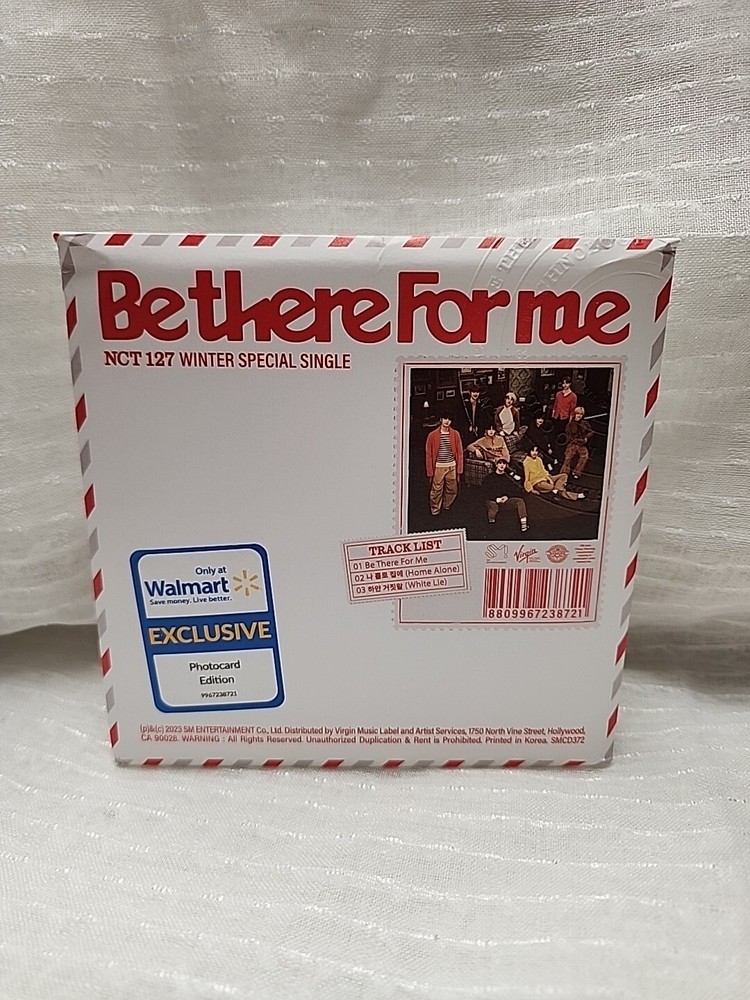 Be there For me
NCT 127 WINTER SPECIAL SINGLE
TRACK LIST
01 Be There For Me
02 나 홀로 집에 (Home Alone)
03 하얀 거짓말 (White Lie)
SM
Virgin
8809967238721
Only at
Walmart
Save money. Live better.
EXCLUSIVE
Photocard
Edition
9967238721
(p)&(c) 2023 SM ENTERTAINMENT Co., Ltd. Distributed by Virgin Music Label and Artist Services, 1750 North Vine Street, Hollywood,
CA 90028. WARNING : All Rights Reserved. Unauthorized Duplication & Rent is Prohibited. Printed in Korea. SMCD372